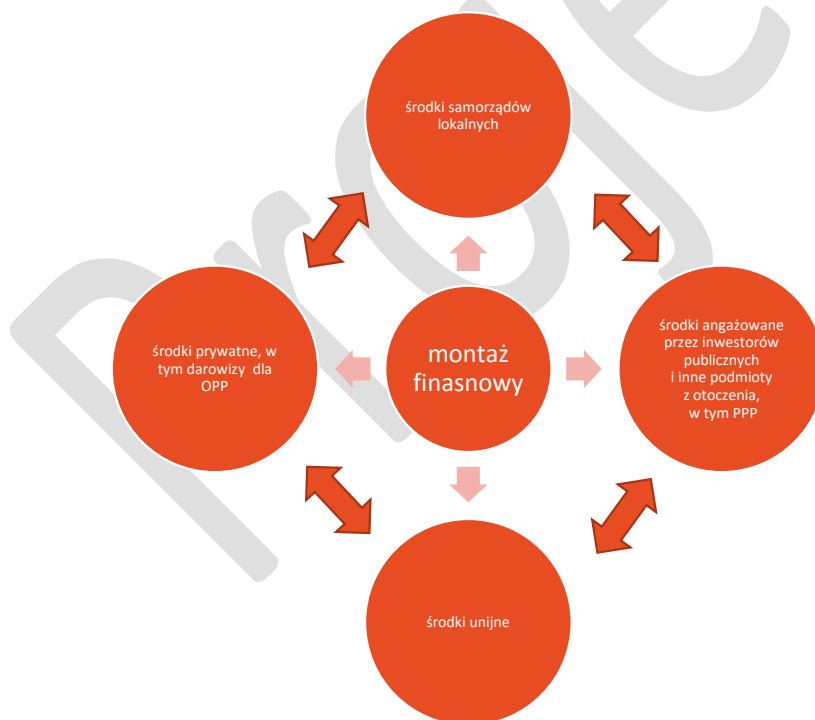 środki samorządów
lokalnych
środki prywatne, w
tym darowizy dla
OPP
montaż
finasnowy
środki angażowane
przez inwestorów
publicznych
i inne podmioty
z otoczenia,
w tym PPP
środki unijne